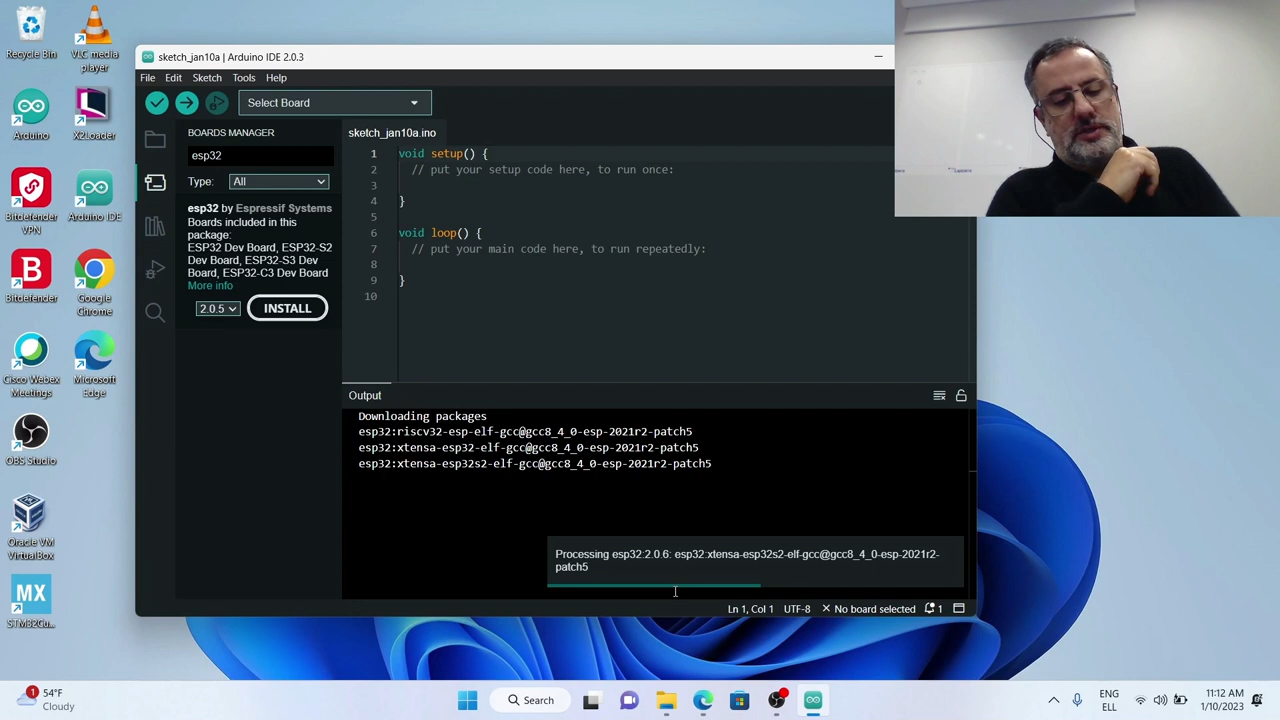 Recycle Bin
VLC media
player
Arduino
X2Loader
Bitdefender
VPN
Arduino IDE
Bitdefender
Google
Chrome
Cisco Webex
Meetings
Microsoft
Edge
OBS Studio
Oracle VM
VirtualBox
MX
STM32Cu...
sketch_jan10a | Arduino IDE 2.0.3
File Edit Sketch Tools Help
Select Board
BOARDS MANAGER
esp32
Type: All
esp32 by Espressif Systems
Boards included in this
package:
ESP32 Dev Board, ESP32-S2
Dev Board, ESP32-S3 Dev
Board, ESP32-C3 Dev Board
More info
2.0.5 INSTALL
sketch_jan10a.ino
1 void setup() {
2 // put your setup code here, to run once:
3
4 }
5
6 void loop() {
7 // put your main code here, to run repeatedly:
8
9 }
10
Output
Downloading packages
esp32:riscv32-esp-elf-gcc@gcc8_4_0-esp-2021r2-patch5
esp32:xtensa-esp32-elf-gcc@gcc8_4_0-esp-2021r2-patch5
esp32:xtensa-esp32s2-elf-gcc@gcc8_4_0-esp-2021r2-patch5
Processing esp32:2.0.6: esp32:xtensa-esp32s2-elf-gcc@gcc8_4_0-esp-2021r2-
patch5
Ln 1, Col 1 UTF-8 No board selected 1
1
54°F
Cloudy
Search
ENG
ELL
11:12 AM
1/10/2023